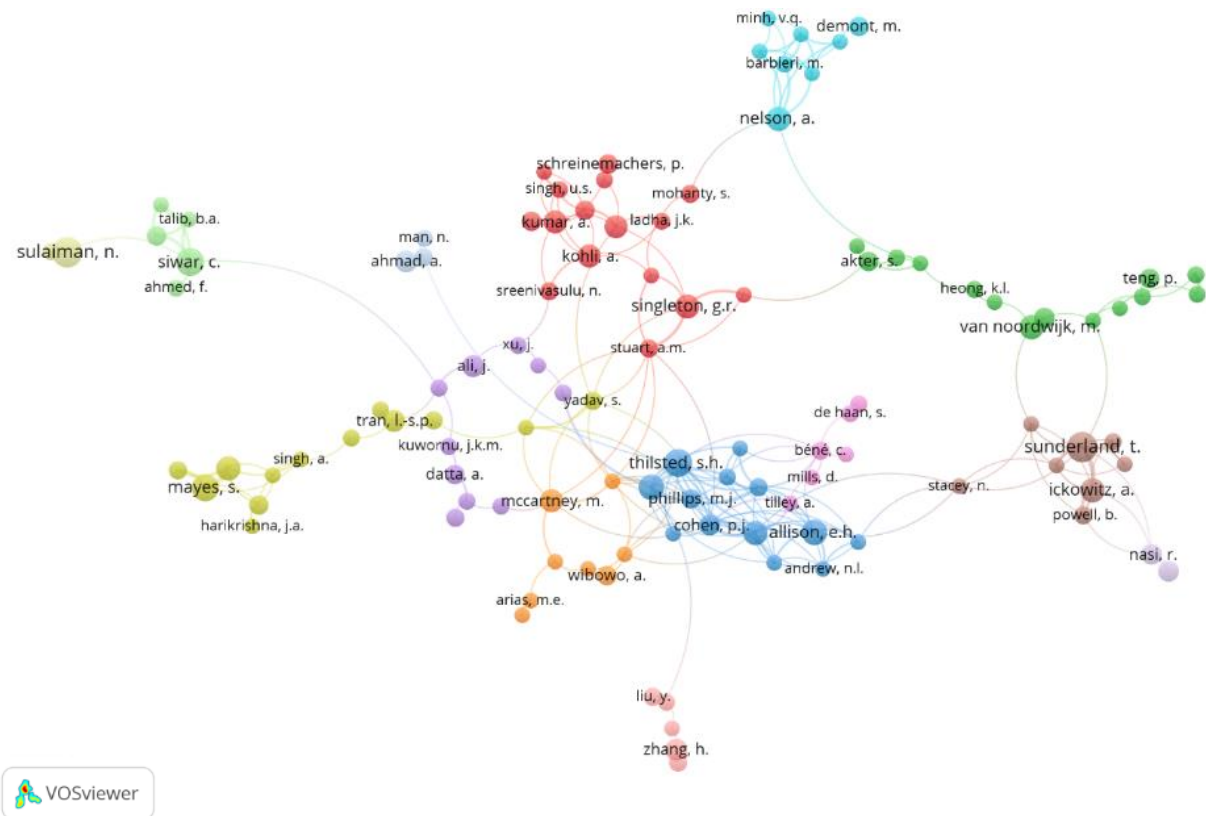 minh, v.q.
demont, m.
barbieri, m.
nelson, a.
schreinemachers, p.
singh, u.s.
mohanty, s.
kumar, a.
ladha, j.k.
talib, b.a.
man, n.
sulaiman, n.
siwar, c.
ahmad, a.
kohli, a.
akter, s.
ahmed, f.
sreenivasulu, n.
heong, k.l.
teng, p.
singleton, g.r.
van noordwijk, m.
xu, j.
stuart, a.m.
ali, j.
yadav, s.
tran, l.-s.p.
de haan, s.
kuwornu, j.k.m.
béné, c.
sunderland, t.
singh, a.
thilsted, s.h.
datta, a.
mills, d.
mayes, s.
stacey, n.
ickowitz, a.
mccartney, m.
phillips, m.j.
tilley, a.
powell, b.
harikrishna, j.a.
cohen, p.j.
allison, e.h.
nasi, r.
wibowo, a.
andrew, n.l.
arias, m.e.
liu, y.
zhang, h.
VOSviewer